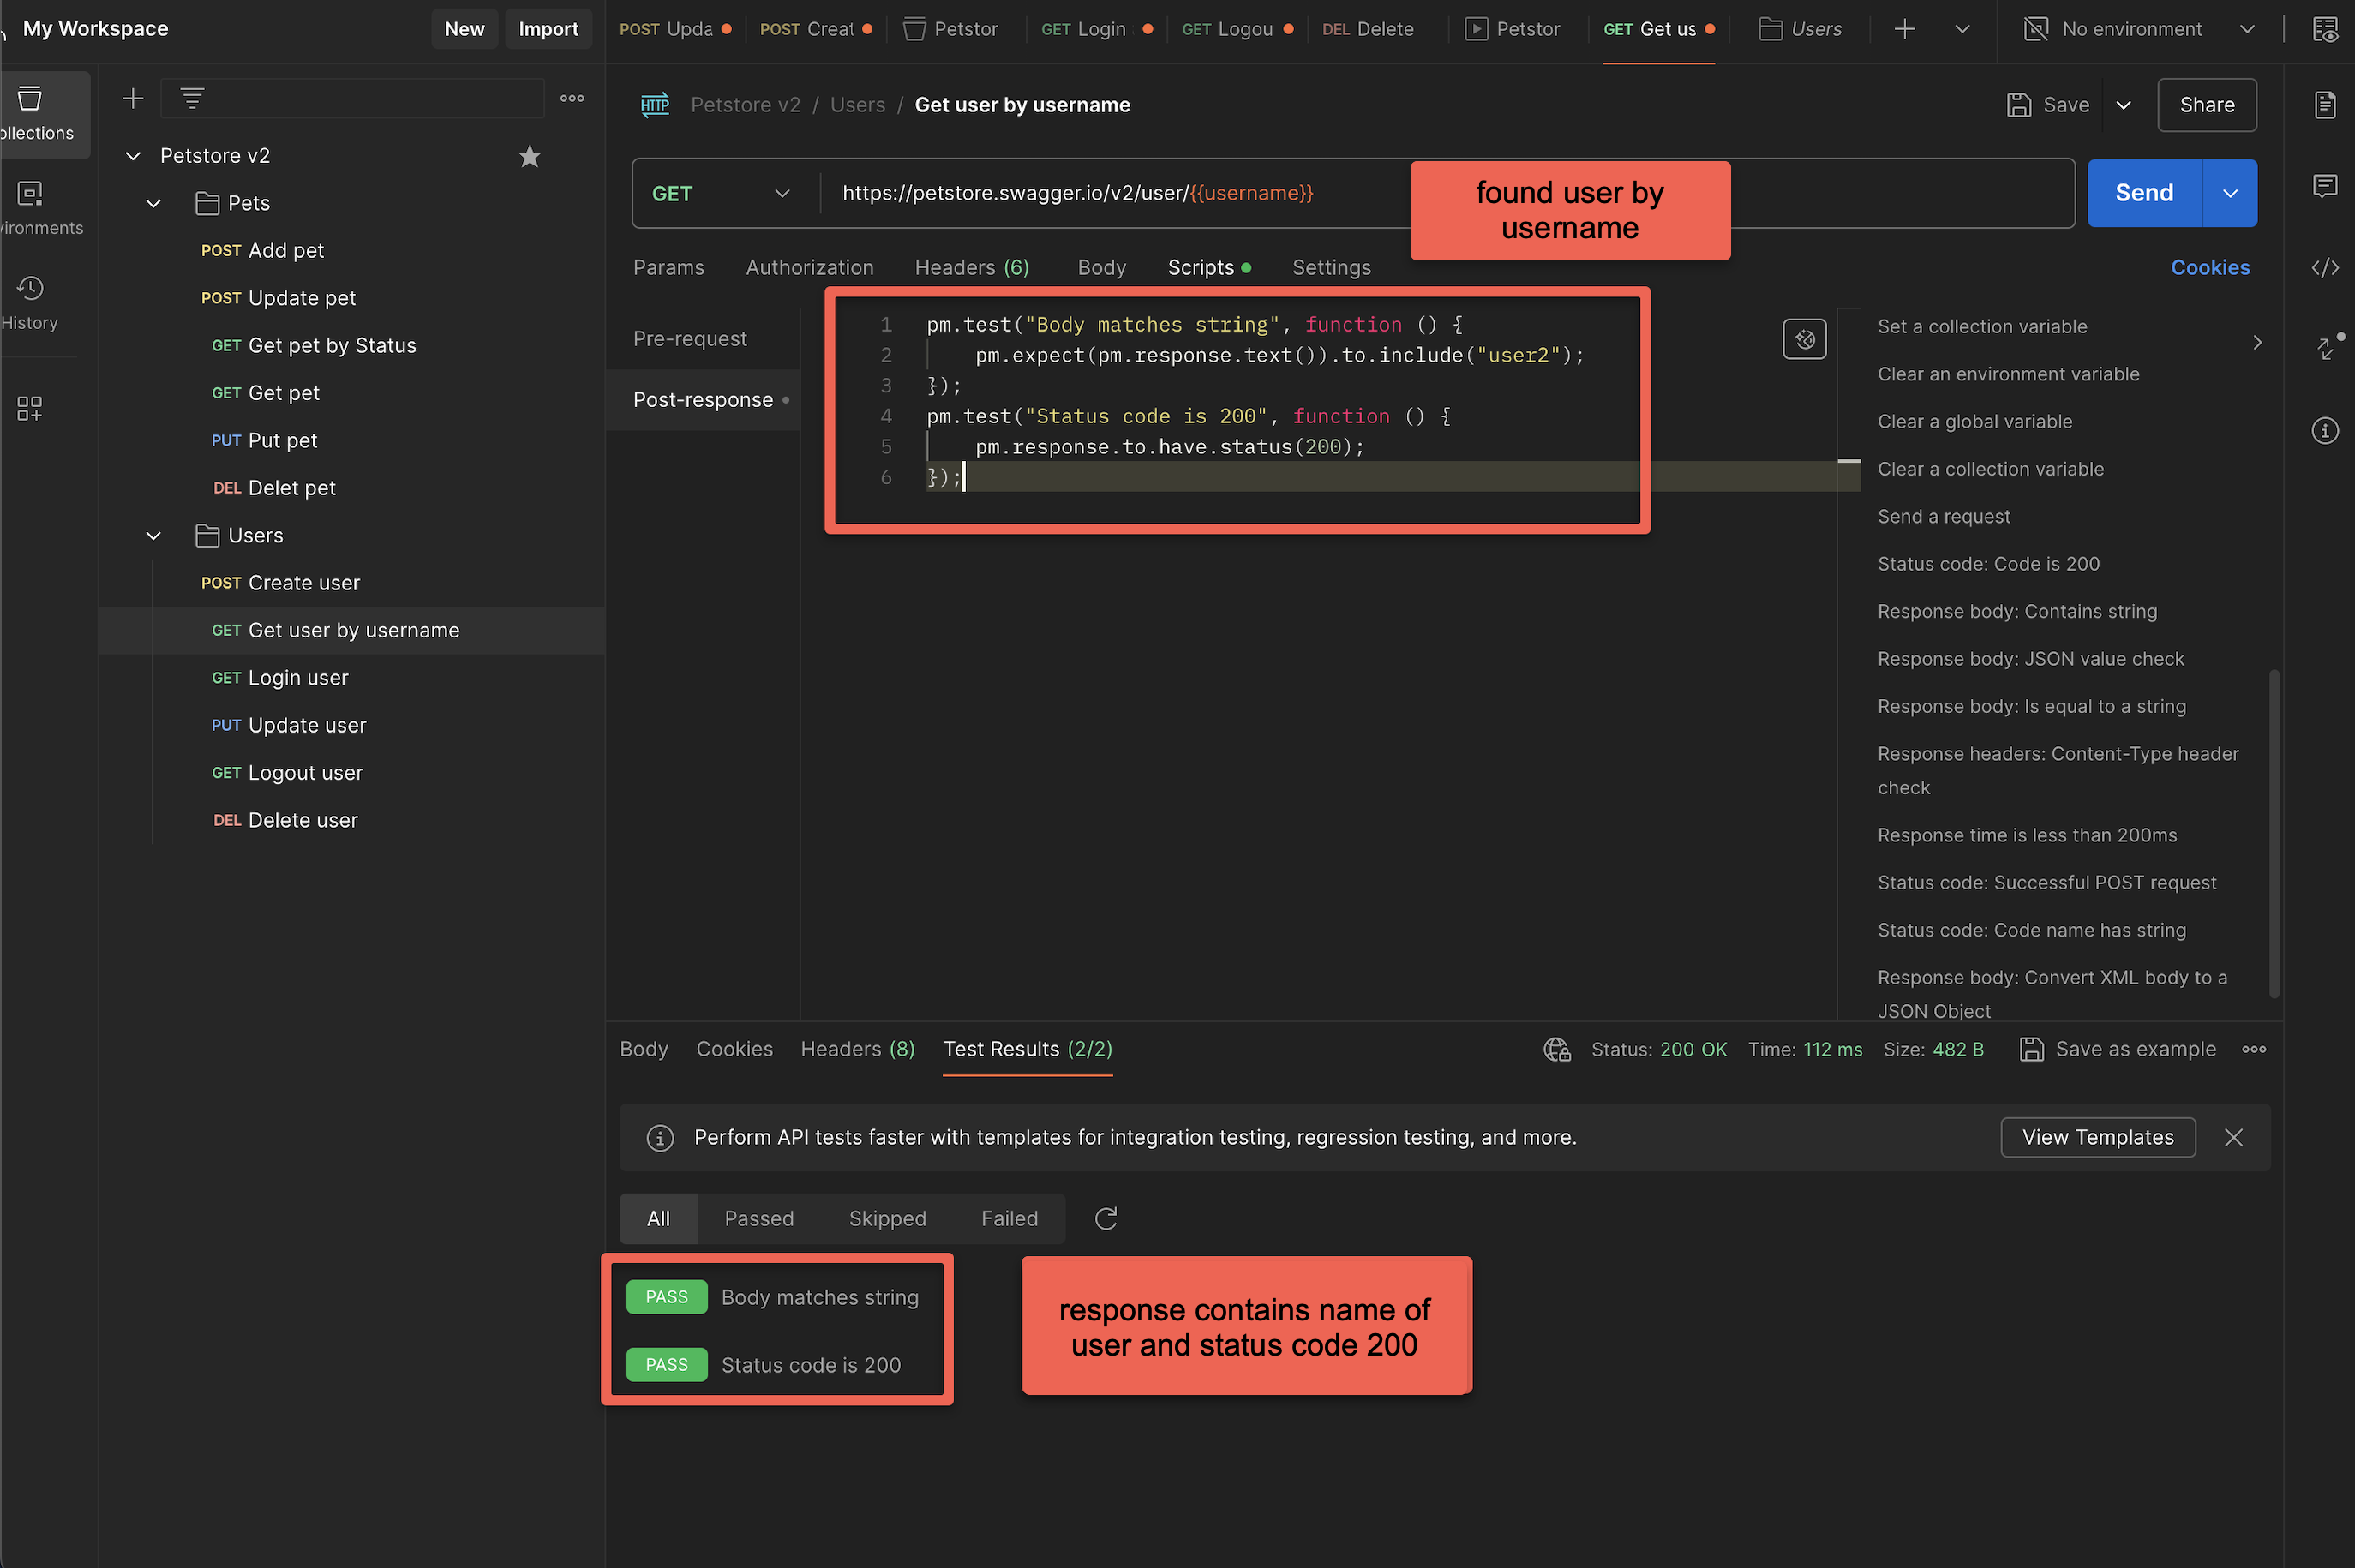 My Workspace
New
Import
POST Upda
POST Creat
Petstor
GET Login
GET Logou
DEL Delete
Petstor
GET Get us
Users
No environment
ollections
vironments
History
Petstore v2
Pets
POST Add pet
POST Update pet
GET Get pet by Status
GET Get pet
PUT Put pet
DEL Delet pet
Users
POST Create user
GET Get user by username
GET Login user
PUT Update user
GET Logout user
DEL Delete user
HTTP Petstore v2 / Users / Get user by username
Save
Share
GET
https://petstore.swagger.io/v2/user/{{username}}
found user by
username
Send
Params
Authorization
Headers (6)
Body
Scripts
Settings
Cookies
Pre-request
Post-response
1 pm.test("Body matches string", function () {
2 pm.expect(pm.response.text()).to.include("user2");
3 });
4 pm.test("Status code is 200", function () {
5 pm.response.to.have.status(200);
6 });
Set a collection variable
Clear an environment variable
Clear a global variable
Clear a collection variable
Send a request
Status code: Code is 200
Response body: Contains string
Response body: JSON value check
Response body: Is equal to a string
Response headers: Content-Type header
check
Response time is less than 200ms
Status code: Successful POST request
Status code: Code name has string
Response body: Convert XML body to a
JSON Object
Body
Cookies
Headers (8)
Test Results (2/2)
Status: 200 OK
Time: 112 ms
Size: 482 B
Save as example
Perform API tests faster with templates for integration testing, regression testing, and more.
View Templates
All
Passed
Skipped
Failed
PASS Body matches string
PASS Status code is 200
response contains name of
user and status code 200